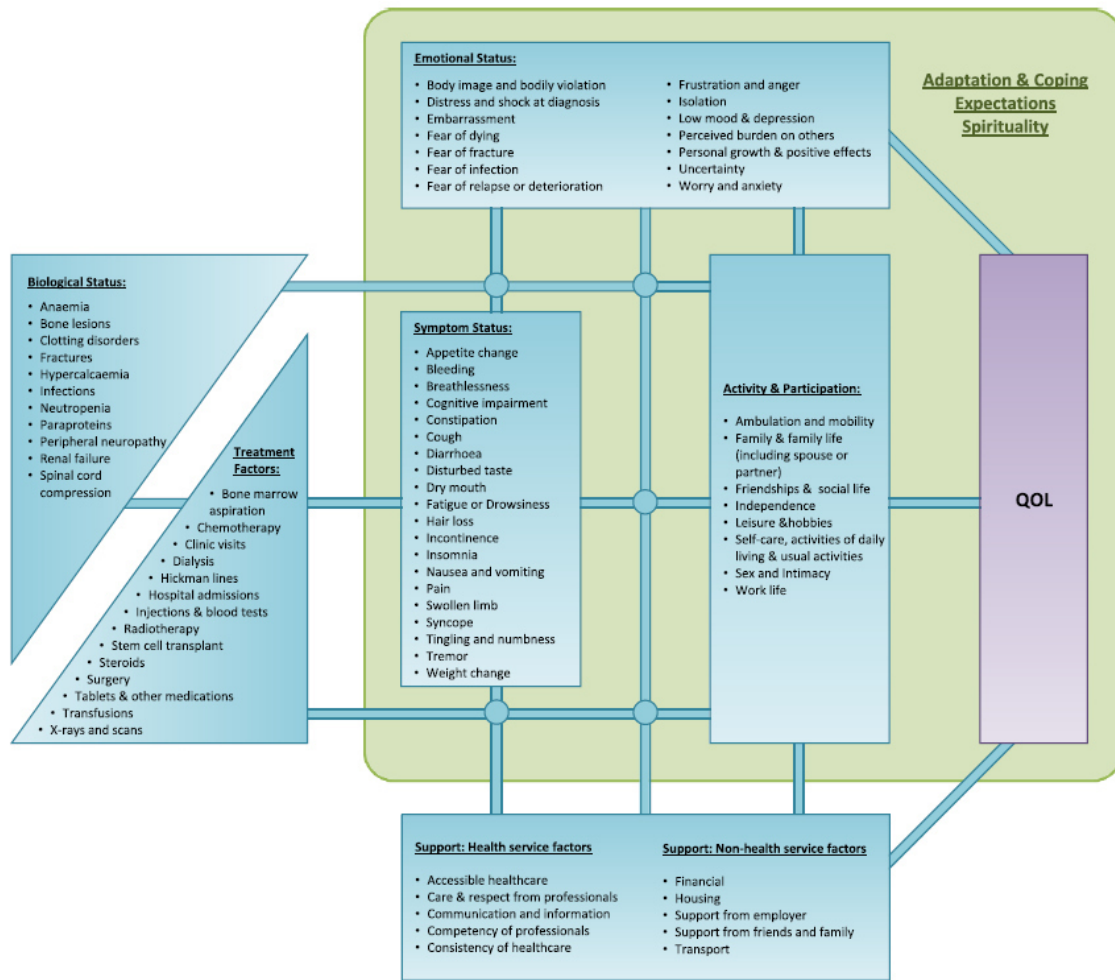 Emotional Status:
• Body image and bodily violation
• Distress and shock at diagnosis
• Embarrassment
• Fear of dying
• Fear of fracture
• Fear of infection
• Fear of relapse or deterioration
• Frustration and anger
• Isolation
• Low mood & depression
• Perceived burden on others
• Personal growth & positive effects
• Uncertainty
• Worry and anxiety
Adaptation & Coping
Expectations
Spirituality
Biological Status:
• Anaemia
• Bone lesions
• Clotting disorders
• Fractures
• Hypercalcaemia
• Infections
• Neutropenia
• Paraproteins
• Peripheral neuropathy
• Renal failure
• Spinal cord
compression
Treatment
Factors:
• Bone marrow
aspiration
• Chemotherapy
• Clinic visits
• Dialysis
• Hickman lines
• Hospital admissions
• Injections & blood tests
• Radiotherapy
• Stem cell transplant
• Steroids
• Surgery
• Tablets & other medications
• Transfusions
• X-rays and scans
Symptom Status:
• Appetite change
• Bleeding
• Breathlessness
• Cognitive impairment
• Constipation
• Cough
• Diarrhoea
• Disturbed taste
• Dry mouth
• Fatigue or Drowsiness
• Hair loss
• Incontinence
• Insomnia
• Nausea and vomiting
• Pain
• Swollen limb
• Syncope
• Tingling and numbness
• Tremor
• Weight change
Activity & Participation:
• Ambulation and mobility
• Family & family life
(including spouse or
partner)
• Friendships & social life
• Independence
• Leisure &hobbies
• Self-care, activities of daily
living & usual activities
• Sex and Intimacy
• Work life
QOL
Support: Health service factors
• Accessible healthcare
• Care & respect from professionals
• Communication and information
• Competency of professionals
• Consistency of healthcare
Support: Non-health service factors
• Financial
• Housing
• Support from employer
• Support from friends and family
• Transport